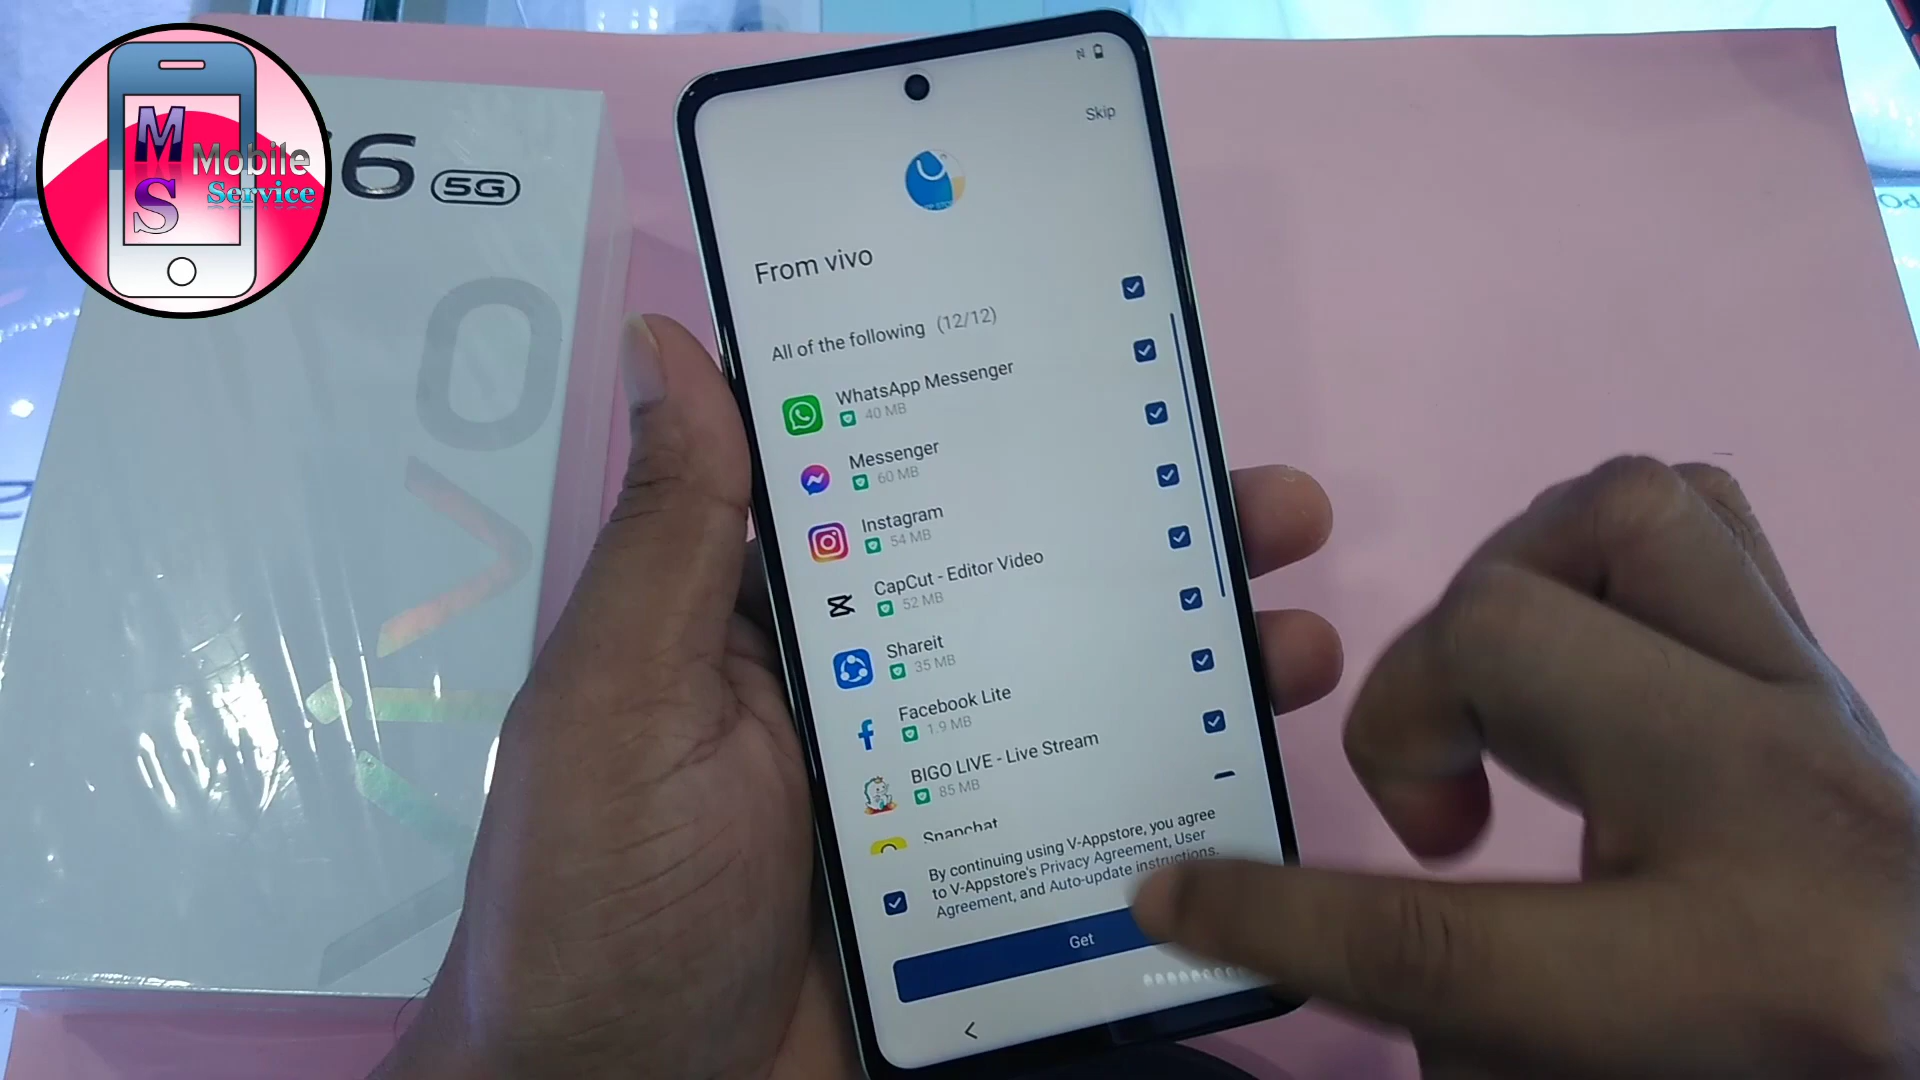 M
S
Mobile
Service
6 5G
vivo
Skip
From vivo
All of the following (12/12)
WhatsApp Messenger
40 MB
Messenger
60 MB
Instagram
54 MB
CapCut - Editor Video
52 MB
Shareit
35 MB
Facebook Lite
1.9 MB
BIGO LIVE - Live Stream
85 MB
Snapchat
By continuing using V-Appstore, you agree
to V-Appstore's Privacy Agreement, User
Agreement, and Auto-update instructions.
Get